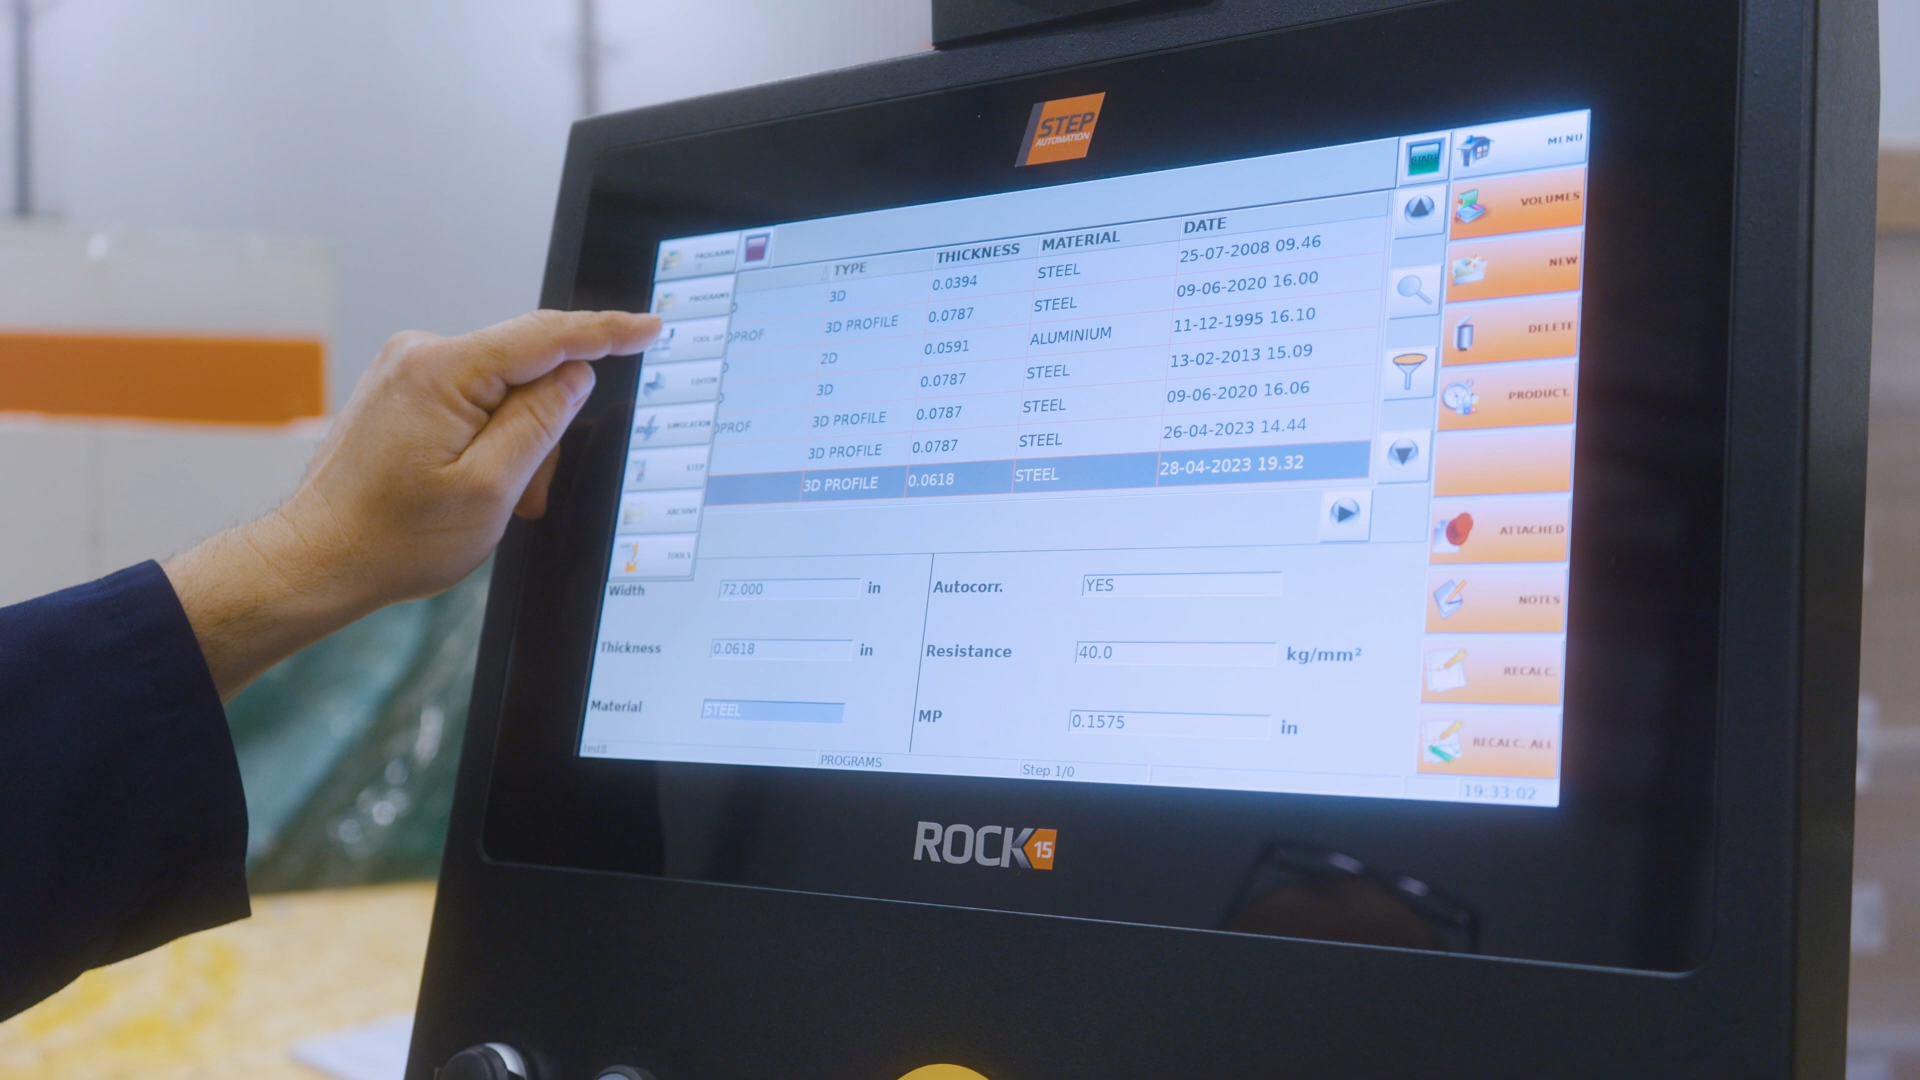 STEP
AUTOMATION
MENU
PROGRAMS
TYPE THICKNESS MATERIAL DATE
VOLUMES
3D 0.0394 STEEL 25-07-2008 09.46
PROGRAMS
OPROF 3D PROFILE 0.0787 STEEL 09-06-2020 16.00
NEW
2D 0.0591 ALUMINIUM 11-12-1995 16.10
DELETE
3D 0.0787 STEEL 13-02-2013 15.09
EDITOR
OPROF 3D PROFILE 0.0787 STEEL 09-06-2020 16.06
PRODUCT.
SIMULATION
3D PROFILE 0.0787 STEEL 26-04-2023 14.44
STEP
3D PROFILE 0.0618 STEEL 28-04-2023 19.32
ARCHIVE
ATTACHED
TOOLS
Width 72.000 in Autocorr. YES
NOTES
Thickness 0.0618 in Resistance 40.0 kg/mm²
RECALC.
Material STEEL MP 0.1575 in
RECALC. ALL
test8 PROGRAMS Step 1/0 19:33:02
ROCK 15